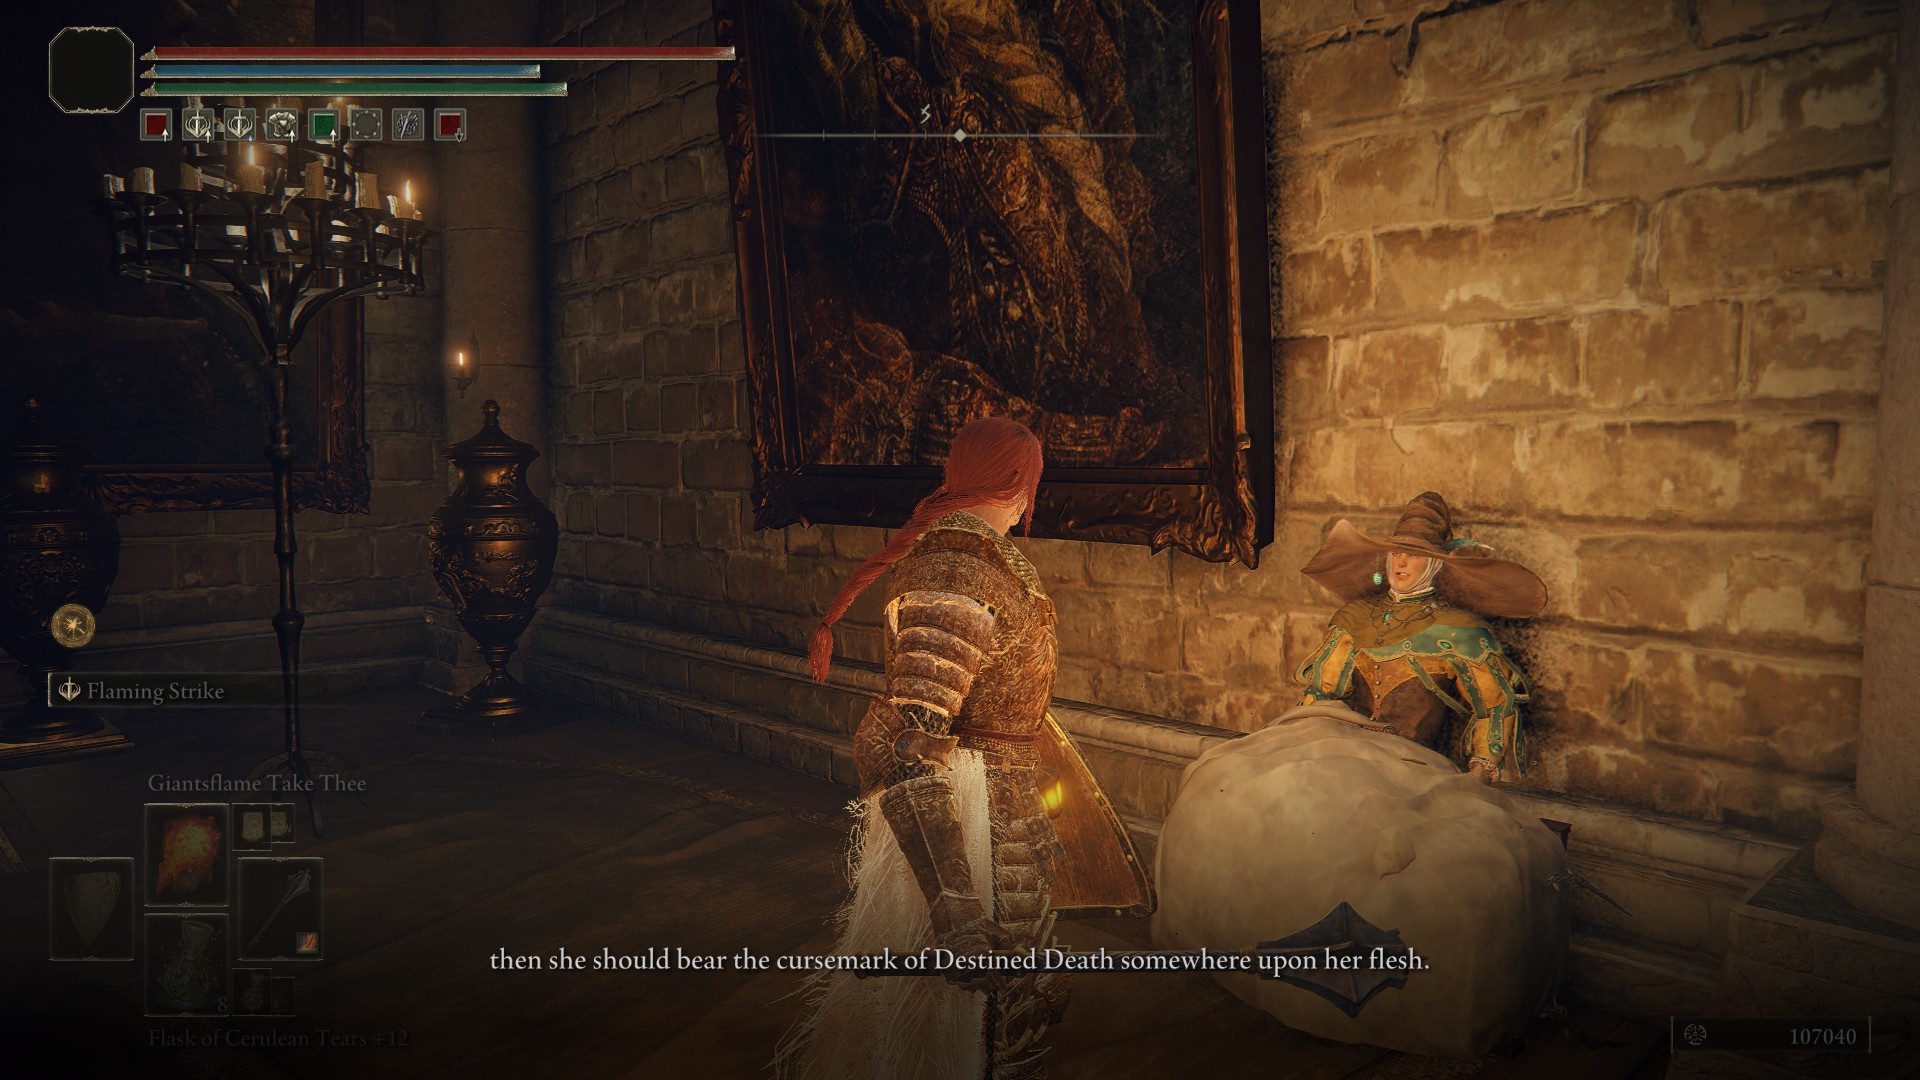 Flaming Strike
Giantsflame Take Thee
8
then she should bear the cursemark of Destined Death somewhere upon her flesh.
Flask of Cerulean Tears +12
107040